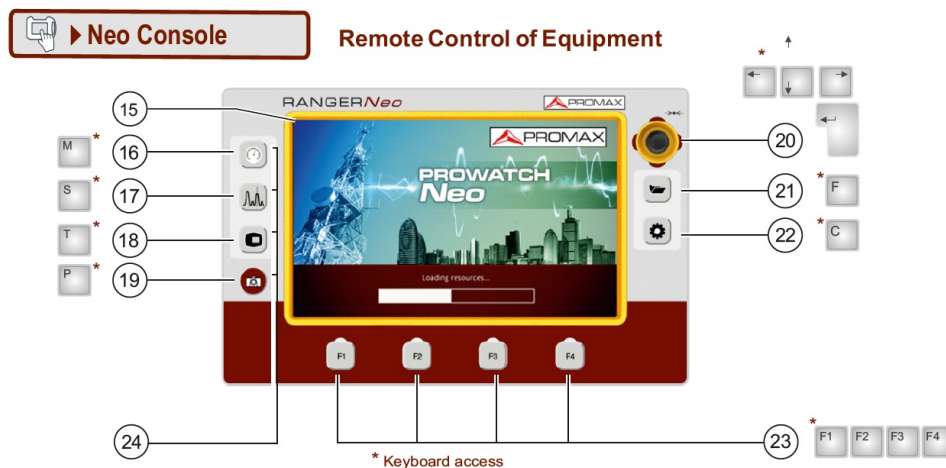 Neo Console
Remote Control of Equipment
*
RANGERNeo
PROMAX
15
PROMAX
M *
16
20
PROWATCH
Neo
S *
17
21
* F
T *
18
22
* C
P *
19
Loading resources...
F1
F2
F3
F4
24
23
* F1 F2 F3 F4
* Keyboard access